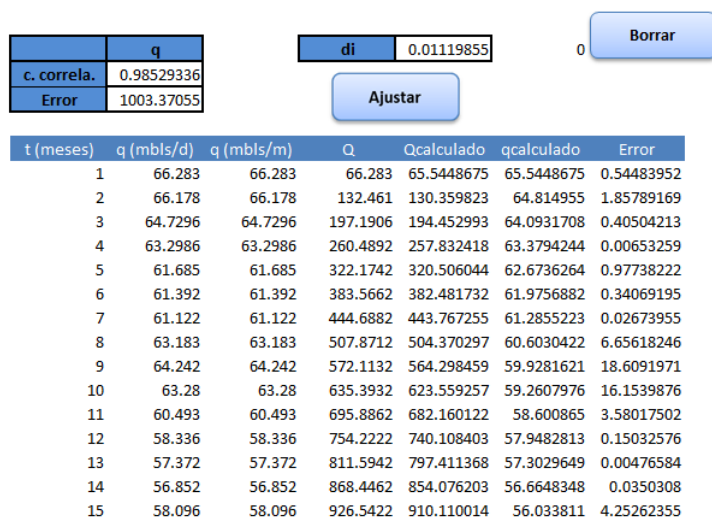 Borrar
q
di 0.01119855 0
c. correla. 0.98529336
Error 1003.37055
Ajustar
t (meses) q (mbls/d) q (mbls/m) Q Qcalculado qcalculado Error
1 66.283 66.283 66.283 65.5448675 65.5448675 0.54483952
2 66.178 66.178 132.461 130.359823 64.814955 1.85789169
3 64.7296 64.7296 197.1906 194.452993 64.0931708 0.40504213
4 63.2986 63.2986 260.4892 257.832418 63.3794244 0.00653259
5 61.685 61.685 322.1742 320.506044 62.6736264 0.97738222
6 61.392 61.392 383.5662 382.481732 61.9756882 0.34069195
7 61.122 61.122 444.6882 443.767255 61.2855223 0.02673955
8 63.183 63.183 507.8712 504.370297 60.6030422 6.65618246
9 64.242 64.242 572.1132 564.298459 59.9281621 18.6091971
10 63.28 63.28 635.3932 623.559257 59.2607976 16.1539876
11 60.493 60.493 695.8862 682.160122 58.600865 3.58017502
12 58.336 58.336 754.2222 740.108403 57.9482813 0.15032576
13 57.372 57.372 811.5942 797.411368 57.3029649 0.00476584
14 56.852 56.852 868.4462 854.076203 56.6648348 0.0350308
15 58.096 58.096 926.5422 910.110014 56.033811 4.25262355